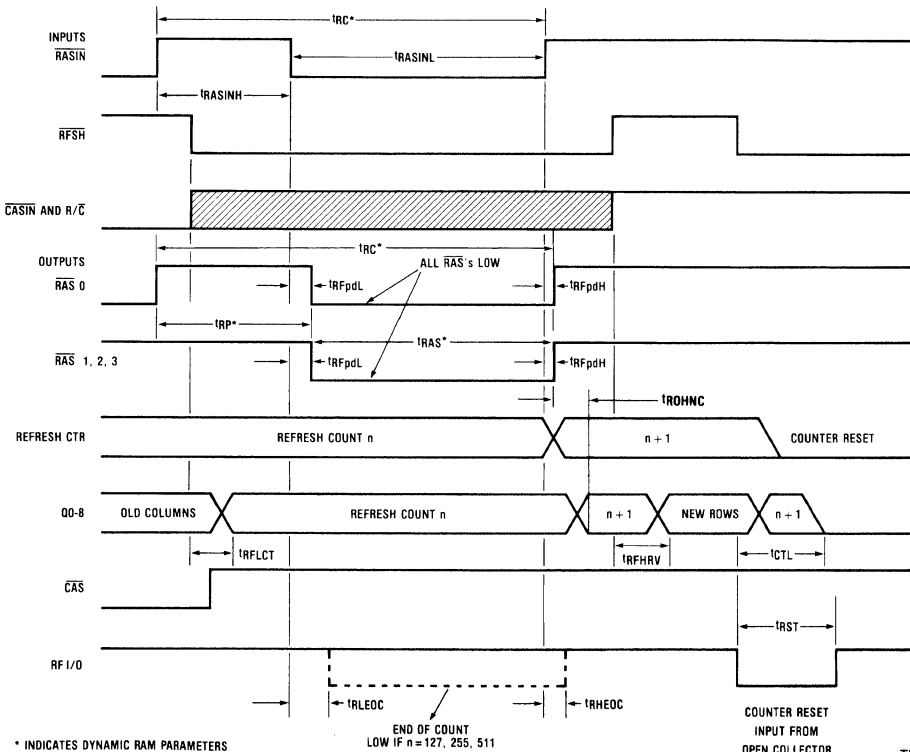 tRC*
INPUTS
RASIN
tRASINL
tRASINH
RFSH
CASIN AND R/C
tRC*
OUTPUTS
ALL RAS's LOW
RAS 0
tRFpdL
tRFpdH
tRP*
tRAS*
RAS 1, 2, 3
tRFpdL
tRFpdH
tROHNC
REFRESH CTR
REFRESH COUNT n
n + 1
COUNTER RESET
Q0-8
OLD COLUMNS
REFRESH COUNT n
n + 1
NEW ROWS
n + 1
tRFLCT
tRFHRV
tCTL
CAS
tRST
RF I/O
tRLEOC
tRHEOC
END OF COUNT
LOW IF n = 127, 255, 511
COUNTER RESET
INPUT FROM
OPEN COLLECTOR
* INDICATES DYNAMIC RAM PARAMETERS